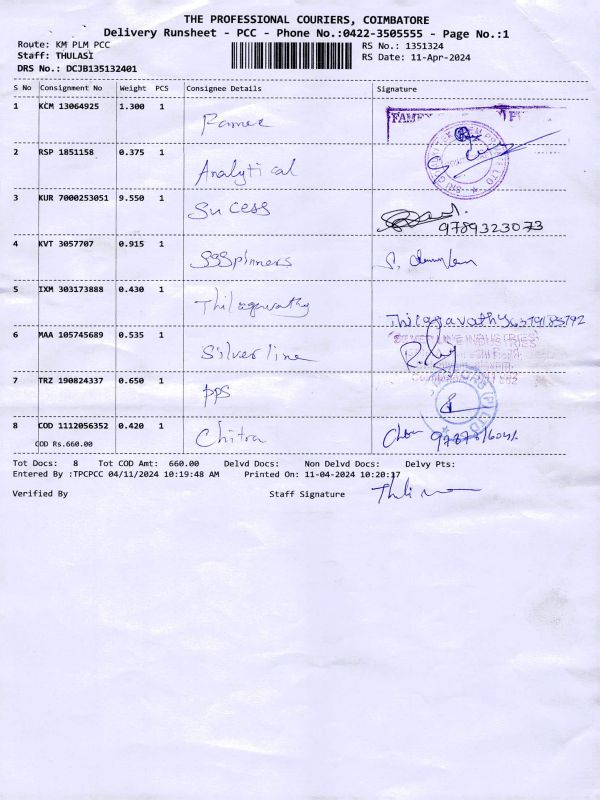 THE PROFESSIONAL COURIERS, COIMBATORE
Delivery Runsheet - PCC - Phone No.:0422-3505555 - Page No.:1
Route: KM PLM PCC RS No.: 1351324
Staff: THULASI RS Date: 11-Apr-2024
DRS No.: DCJB135132401
S No Consignment No Weight PCS Consignee Details Signature
1 KCM 13064925 1.300 1
2 RSP 1851158 0.375 1 Analytical
3 KUR 7000253051 9.550 1 Success
9789323073
4 KVT 3057707 0.915 1 SSSpinners
5 IXM 303173888 0.430 1 Thilagavathy Thilagavathy
6 MAA 105745689 0.535 1 Silverline
7 TRZ 190824337 0.650 1 PPS
8 COD 1112056352 0.420 1 Chitra
COD Rs.660.00
Tot Docs: 8 Tot COD Amt: 660.00 Delvd Docs: Non Delvd Docs: Delvy Pts:
Entered By :TPCPCC 04/11/2024 10:19:48 AM Printed On: 11-04-2024 10:20:17
Verified By Staff Signature